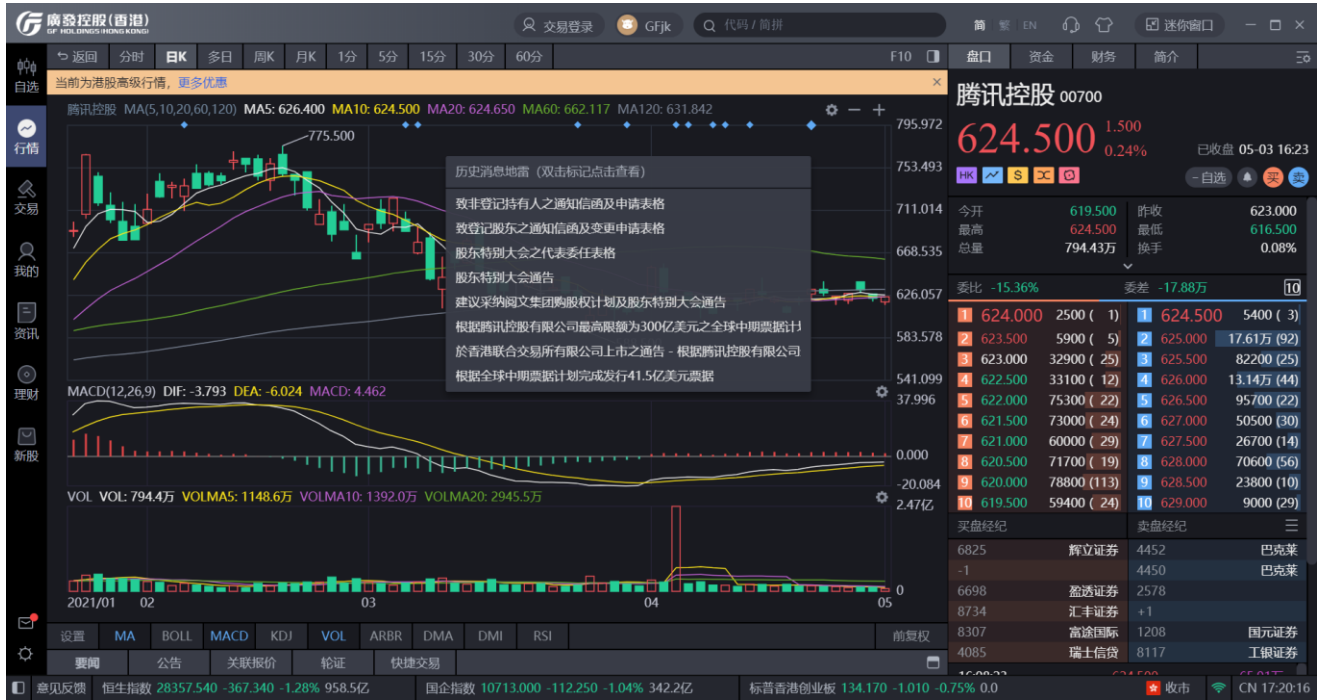 廣發控股(香港)
GF HOLDINGS(HONG KONG)
交易登录 GFjk 代码 / 简拼 简 繁 EN 迷你窗口
返回 分时 日K 多日 周K 月K 1分 5分 15分 30分 60分 F10
当前为港股高级行情，更多优惠
自选
行情
交易
我的
资讯
理财
新股
腾讯控股 MA(5,10,20,60,120) MA5: 626.400 MA10: 624.500 MA20: 624.650 MA60: 662.117 MA120: 631.842
775.500
795.972
753.493
711.014
668.535
626.057
583.578
541.099
历史消息地雷（双击标记点击查看）
致非登记持有人之通知信函及申请表格
致登记股东之通知信函及变更申请表格
股东特别大会之代表委任表格
股东特别大会通告
建议采纳阅文集团购股权计划及股东特别大会通告
根据腾讯控股有限公司最高限额为300亿美元之全球中期票据计
於香港联合交易所有限公司上市之通告 - 根据腾讯控股有限公司
根据全球中期票据计划完成发行41.5亿美元票据
MACD(12,26,9) DIF: -3.793 DEA: -6.024 MACD: 4.462
37.996
0.000
-20.084
VOL VOL: 794.4万 VOLMA5: 1148.6万 VOLMA10: 1392.0万 VOLMA20: 2945.5万
2.47亿
0
2021/01 02 03 04 05
设置 MA BOLL MACD KDJ VOL ARBR DMA DMI RSI 前复权
要闻 公告 关联报价 轮证 快捷交易
盘口 资金 财务 简介
腾讯控股 00700
624.500 1.500
0.24% 已收盘 05-03 16:23
HK $ -自选 买 卖
今开 619.500 昨收 623.000
最高 624.500 最低 616.500
总量 794.43万 换手 0.08%
委比 -15.36% 委差 -17.88万 10
1 624.000 2500 ( 1) 1 624.500 5400 ( 3)
2 623.500 5900 ( 5) 2 625.000 17.61万 (92)
3 623.000 32900 ( 25) 3 625.500 82200 (25)
4 622.500 33100 ( 12) 4 626.000 13.14万 (44)
5 622.000 75300 ( 22) 5 626.500 95700 (22)
6 621.500 73000 ( 24) 6 627.000 50500 (30)
7 621.000 60000 ( 29) 7 627.500 26700 (14)
8 620.500 71700 ( 19) 8 628.000 70600 (56)
9 620.000 78800 (113) 9 628.500 23800 (10)
10 619.500 59400 ( 24) 10 629.000 9000 (29)
买盘经纪 卖盘经纪
6825 辉立证券 4452 巴克莱
-1 4450 巴克莱
6698 盈透证券 2578
8734 汇丰证券 +1
8307 富途国际 1208 国元证券
4085 瑞士信贷 8117 工银证券
意见反馈 恒生指数 28357.540 -367.340 -1.28% 958.5亿 国企指数 10713.000 -112.250 -1.04% 342.2亿 标普香港创业板 134.170 -1.010 -0.75% 0.0 收市 CN 17:20:16